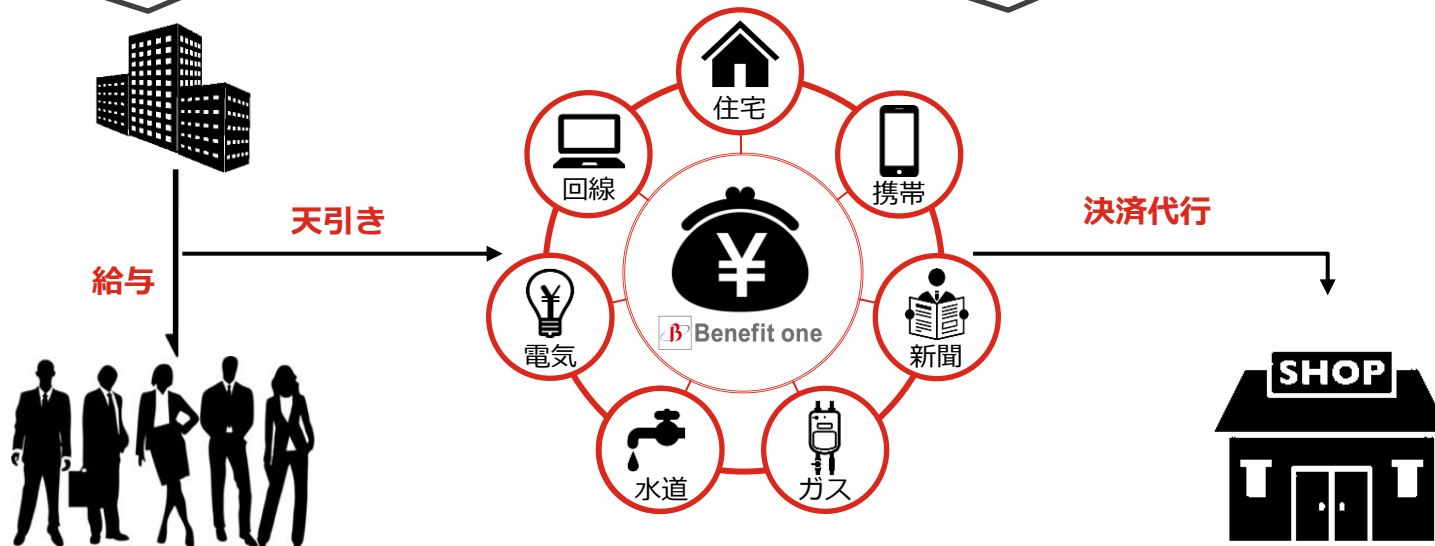 住宅
回線
携帯
天引き
決済代行
給与
¥
β Benefit one
¥
電気
新聞
SHOP
水道
ガス